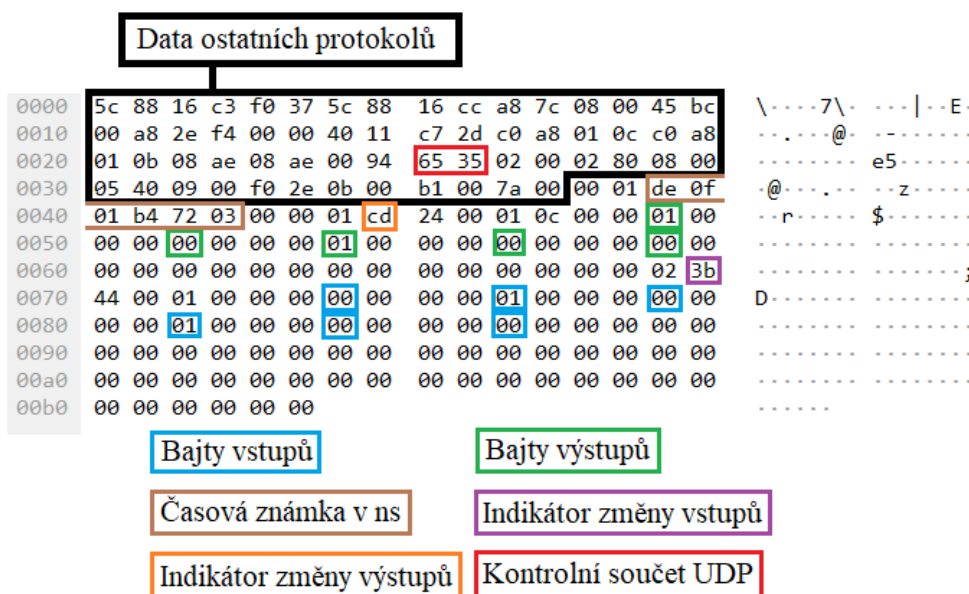 Data ostatních protokolů
0000 5c 88 16 c3 f0 37 5c 88 16 cc a8 7c 08 00 45 bc \····7\· ···|··E·
0010 00 a8 2e f4 00 00 40 11 c7 2d c0 a8 01 0c c0 a8 ··.···@· ·-······
0020 01 0b 08 ae 08 ae 00 94 65 35 02 00 02 80 08 00 ········ e5······
0030 05 40 09 00 f0 2e 0b 00 b1 00 7a 00 00 01 de 0f ·@···.·· ··z·····
0040 01 b4 72 03 00 00 01 cd 24 00 01 0c 00 00 01 00 ··r····· $·······
0050 00 00 00 00 00 00 01 00 00 00 00 00 00 00 00 00 ········ ········
0060 00 00 00 00 00 00 00 00 00 00 00 00 00 00 02 3b ········ ·······;
0070 44 00 01 00 00 00 00 00 00 00 01 00 00 00 00 00 D······· ········
0080 00 00 01 00 00 00 00 00 00 00 00 00 00 00 00 00 ········ ········
0090 00 00 00 00 00 00 00 00 00 00 00 00 00 00 00 00 ········ ········
00a0 00 00 00 00 00 00 00 00 00 00 00 00 00 00 00 00 ········ ········
00b0 00 00 00 00 00 00 ······
Bajty vstupů Bajty výstupů
Časová známka v ns Indikátor změny vstupů
Indikátor změny výstupů Kontrolní součet UDP